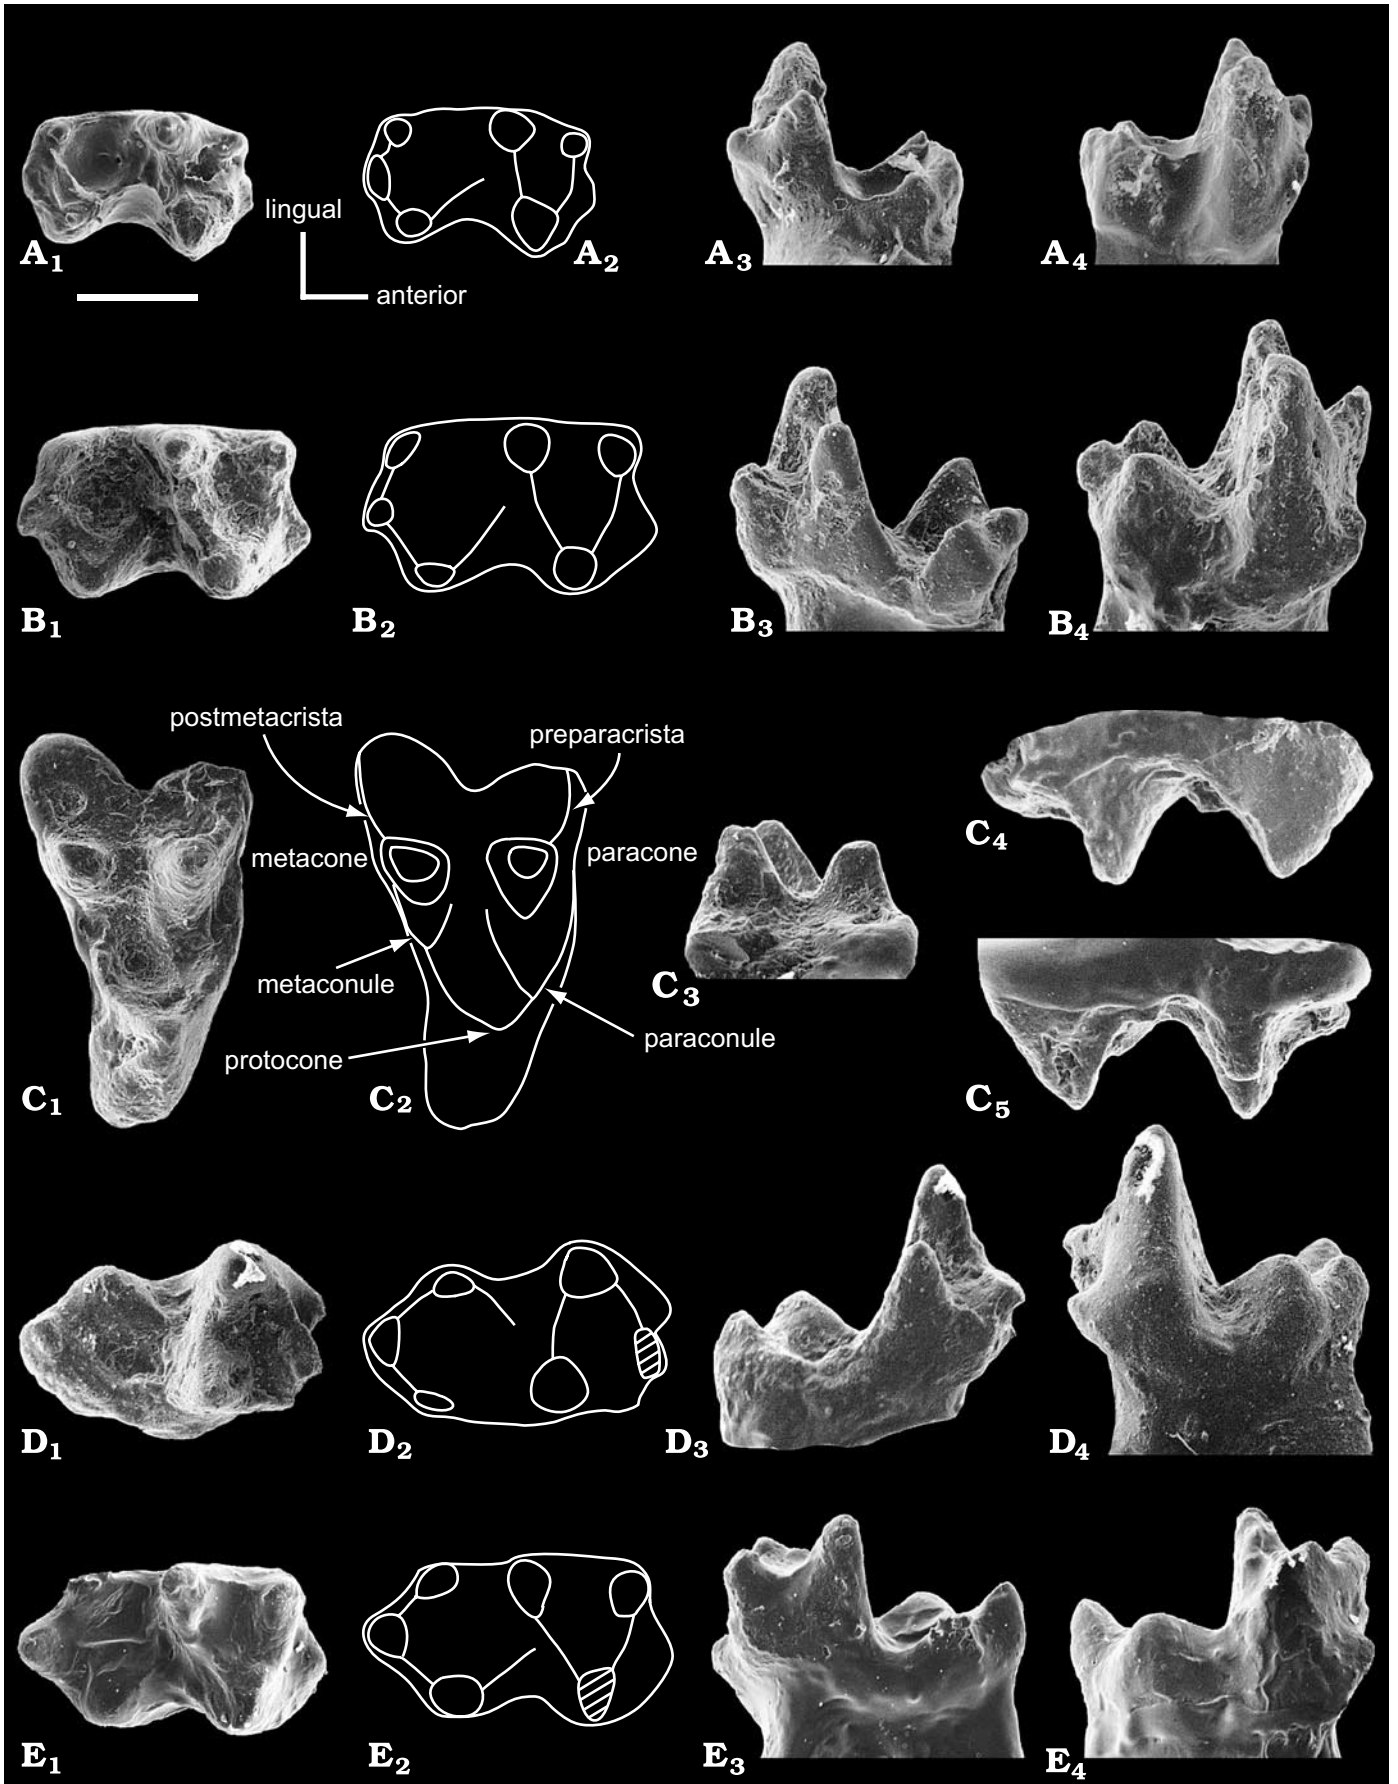 lingual
anterior
A1
A2
A3
A4
B1
B2
B3
B4
postmetacrista
preparacrista
metacone
paracone
metaconule
paraconule
protocone
C1
C2
C3
C4
C5
D1
D2
D3
D4
E1
E2
E3
E4